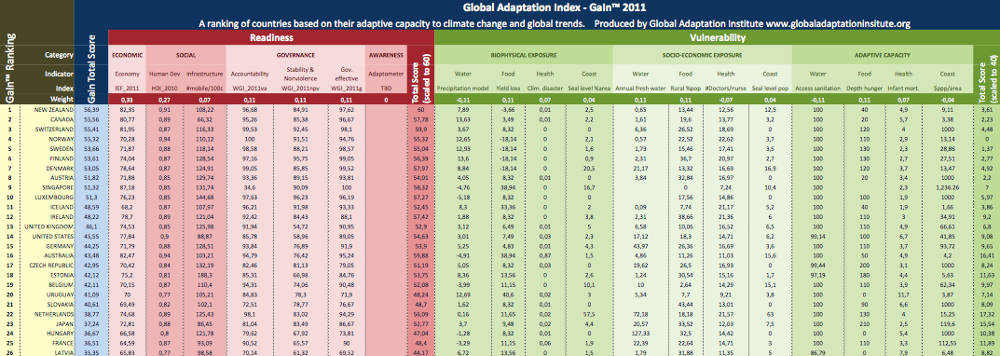 Global Adaptation Index - GaIn™ 2011
A ranking of countries based on their adaptive capacity to climate change and global trends. Produced by Global Adaptation Institute www.globaladaptationinsitute.org
GaIn™ Ranking
Gain Total Score
Readiness
Vulnerability
Total Score (scaled to 60)
Total Score (scaled to 40)
Category ECONOMIC SOCIAL GOVERNANCE AWARENESS BIOPHYSICAL EXPOSURE SOCIO-ECONOMIC EXPOSURE ADAPTIVE CAPACITY
Indicator Economy Human Dev Infrastructure Accountability Stability & Nonviolence Gov. effective Adaptometer Water Food Health Coast Water Food Health Coast Water Food Health Coast
Index IEF_2011 HDI_2010 #mobile/100c WGI_2011va WGI_2011npv WGI_2011g TBD Precipitation model Yield loss Clim. disaster Seal level %area Annual fresh water Rural %pop #Doctors/nurse Seal level pop Access sanitation Depth hunger Infant mort. $ppp/area
Weight 0,33 0,27 0,07 0,11 0,11 0,11 0 -0,11 0,11 0,07 0,04 0,11 0,11 -0,07 0,04 -0,11 0,11 0,07 -0,04
1 NEW ZEALAND 56,39 82,35 0,91 108,22 96,68 84,91 97,62 60 7,89 -3,66 0,01 2,5 0,65 13,44 12,56 12,5 100 40 4,9 9,11 3,61
2 CANADA 55,56 80,77 0,89 66,32 95,26 85,38 96,67 57,78 13,63 3,49 0,01 2,2 1,61 19,6 13,77 3,2 100 20 5,7 3,38 2,23
3 SWITZERLAND 55,41 81,95 0,87 116,33 99,53 92,45 98,1 59,9 3,67 8,32 0,01 0 6,36 26,52 18,69 0 100 120 4 1000 4,48
4 NORWAY 55,32 70,28 0,94 110,12 100 91,51 94,76 55,32 12,65 -18,14 0,01 2,1 0,57 22,52 22,62 3,7 100 110 2,9 13,14 0
5 SWEDEN 53,66 71,87 0,88 118,14 98,58 88,21 98,57 55,04 12,93 -18,14 0,01 1,6 1,73 15,46 17,41 3,5 100 130 2,3 28,86 1,37
6 FINLAND 53,61 74,04 0,87 128,54 97,16 95,75 99,05 56,39 13,6 -18,14 0,01 0,9 2,31 36,7 20,97 2,7 100 130 2,7 27,51 2,77
7 DENMARK 53,05 78,64 0,87 124,91 99,05 85,85 99,52 57,97 8,84 -18,14 0 20,5 21,17 13,32 16,69 16,9 100 130 3,7 13,47 4,92
8 AUSTRIA 51,82 71,88 0,85 129,74 93,36 89,15 93,81 54,01 4,05 8,32 0,01 0 3,84 32,84 16,97 0 100 20 3,4 1000 2,2
9 SINGAPORE 51,32 87,18 0,85 131,74 34,6 90,09 100 58,32 -4,76 38,94 0 16,7 0 7,24 10,4 100 2,3 1,236.26 7
10 LUXEMBOURG 51,3 76,23 0,85 144,68 97,63 96,23 96,19 57,27 -5,18 8,32 0 0 17,56 14,86 0 100 100 1,9 1000 5,97
11 ICELAND 48,59 68,2 0,87 107,97 96,21 91,98 93,33 52,45 8,3 33,36 0 2 0,09 7,74 21,17 5,2 100 40 1,9 1,66 3,86
12 IRELAND 48,22 78,7 0,89 121,04 92,42 84,43 88,1 57,42 1,88 8,32 0 3,8 2,31 38,66 21,36 6 100 110 3 34,91 9,2
13 UNITED KINGDOM 46,1 74,53 0,85 125,98 91,94 54,72 90,95 52,9 3,12 6,49 0,01 5 6,58 10,06 16,52 6,5 100 110 4,9 66,61 6,8
14 UNITED STATES 45,55 77,84 0,9 88,87 85,78 58,96 89,05 54,63 3,01 7,49 0,03 2,3 17,12 18,3 14,71 6,2 99,14 100 6,7 41,85 9,08
15 GERMANY 44,25 71,79 0,88 128,51 93,84 76,89 91,9 53,9 5,25 4,83 0,01 4,3 43,97 26,36 16,69 3,6 100 110 3,7 93,72 9,65
16 AUSTRALIA 43,48 82,47 0,94 103,21 94,79 76,42 95,24 59,88 -4,91 38,94 0,87 1,5 4,86 11,26 11,03 15,6 100 50 4,9 4,2 16,41
17 CZECH REPUBLIC 42,95 70,42 0,84 132,19 82,46 81,13 79,05 51,19 5,05 8,32 0,03 0 19,62 26,5 16,93 0 99,44 200 3,1 1000 8,24
18 ESTONIA 42,12 75,2 0,81 188,3 85,31 66,98 84,76 53,75 8,36 13,56 0 2,6 1,24 30,54 15,16 1,7 97,19 180 4,4 5,63 11,63
19 BELGIUM 42,11 70,15 0,87 110,4 94,31 74,06 90,48 52,08 -3,99 11,15 0 10,1 10 2,64 14,29 15,1 100 110 3,9 62,34 9,97
20 URUGUAY 41,09 70 0,77 105,21 84,83 78,3 71,9 48,24 12,69 40,6 0,02 3 5,34 7,7 9,21 3,8 100 0 11,7 3,87 7,14
21 SLOVAKIA 40,61 69,49 0,82 102,1 72,51 78,77 76,67 48,7 1,62 8,32 0,01 0 43,44 13,01 0 100 90 6,6 1000 8,09
22 NETHERLANDS 38,77 74,68 0,89 125,43 98,1 83,02 94,29 56,09 0,16 11,65 0,02 57,5 72,18 18,18 21,57 63 100 130 4 15,25 17,32
23 JAPAN 37,24 72,81 0,88 86,45 81,04 83,49 86,67 52,77 3,7 9,48 0,02 4,4 20,57 33,52 12,03 7,5 100 210 2,5 119,6 15,54
24 HUNGARY 36,67 66,58 0,8 121,78 79,62 67,92 73,81 47,04 -1,28 8,32 0,01 0 127,33 32,5 14,42 0 100 0 5,4 1000 10,38
25 FRANCE 36,51 64,59 0,87 93,09 90,52 65,57 90 48,4 -3,29 11,15 0,06 1,9 22,39 22,64 14,71 3 100 120 3,4 112,55 11,89
26 LATVIA 35,35 65,83 0,77 98,58 70,14 61,32 69,52 44,17 6,72 13,56 0 1,5 1,79 31,88 11,35 5 86,79 0 7,9 6,48 8,82